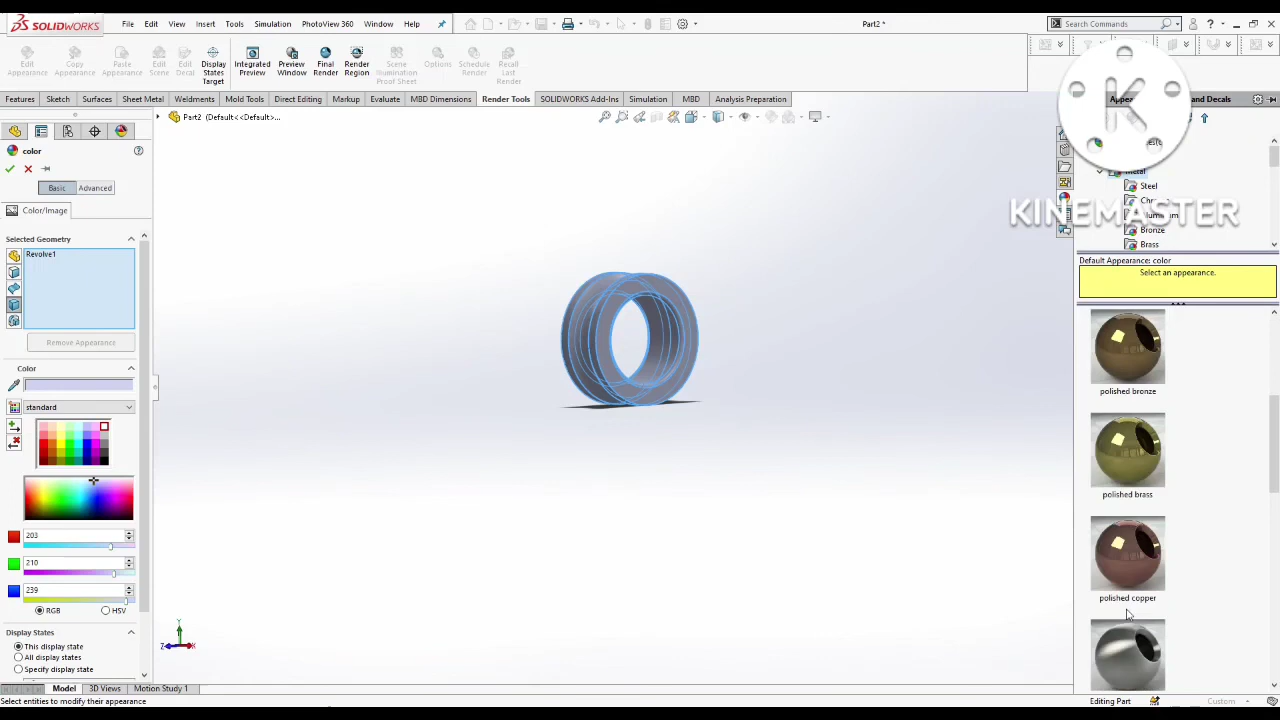 SOLIDWORKS File Edit View Insert Tools Simulation PhotoView 360 Window Help Part2 * Search Commands
Edit Appearance Copy Appearance Paste Appearance Edit Scene Edit Decal Display States Target Integrated Preview Preview Window Final Render Render Region Scene Illumination Proof Sheet Options Schedule Render Recall Last Render
Features Sketch Surfaces Sheet Metal Weldments Mold Tools Direct Editing Markup Evaluate MBD Dimensions Render Tools SOLIDWORKS Add-Ins Simulation MBD Analysis Preparation
and Decals
Part2 (Default<<Default>...
color
Basic Advanced
Color/Image
Selected Geometry
Revolve1
Remove Appearance
Color
standard
203
210
239
RGB HSV
Display States
This display state
All display states
Specify display state
K
KINEMASTER
Metal
Steel
Bronze
Brass
Default Appearance: color
Select an appearance.
polished bronze
polished brass
polished copper
Y
Z X
Model 3D Views Motion Study 1
Select entities to modify their appearance Editing Part Custom